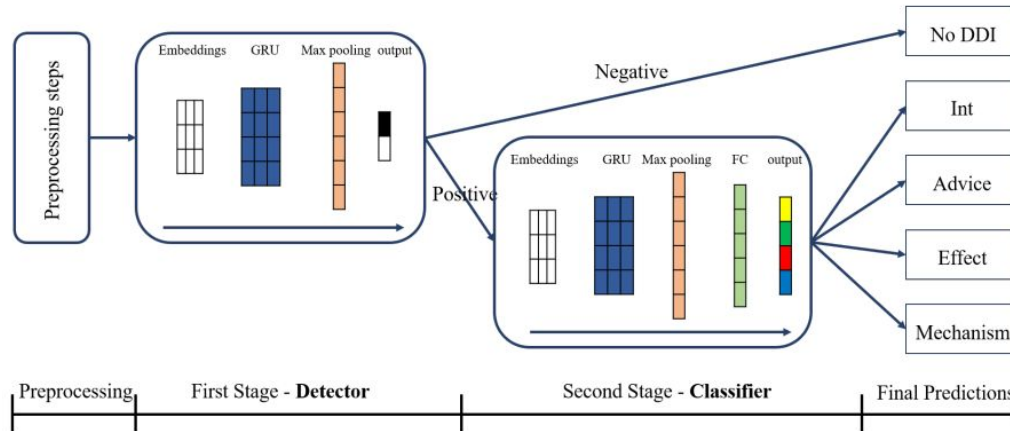 Preprocessing steps
Embeddings GRU Max pooling output
Negative
Positive
Embeddings GRU Max pooling FC output
No DDI
Int
Advice
Effect
Mechanism
Preprocessing First Stage - Detector Second Stage - Classifier Final Predictions